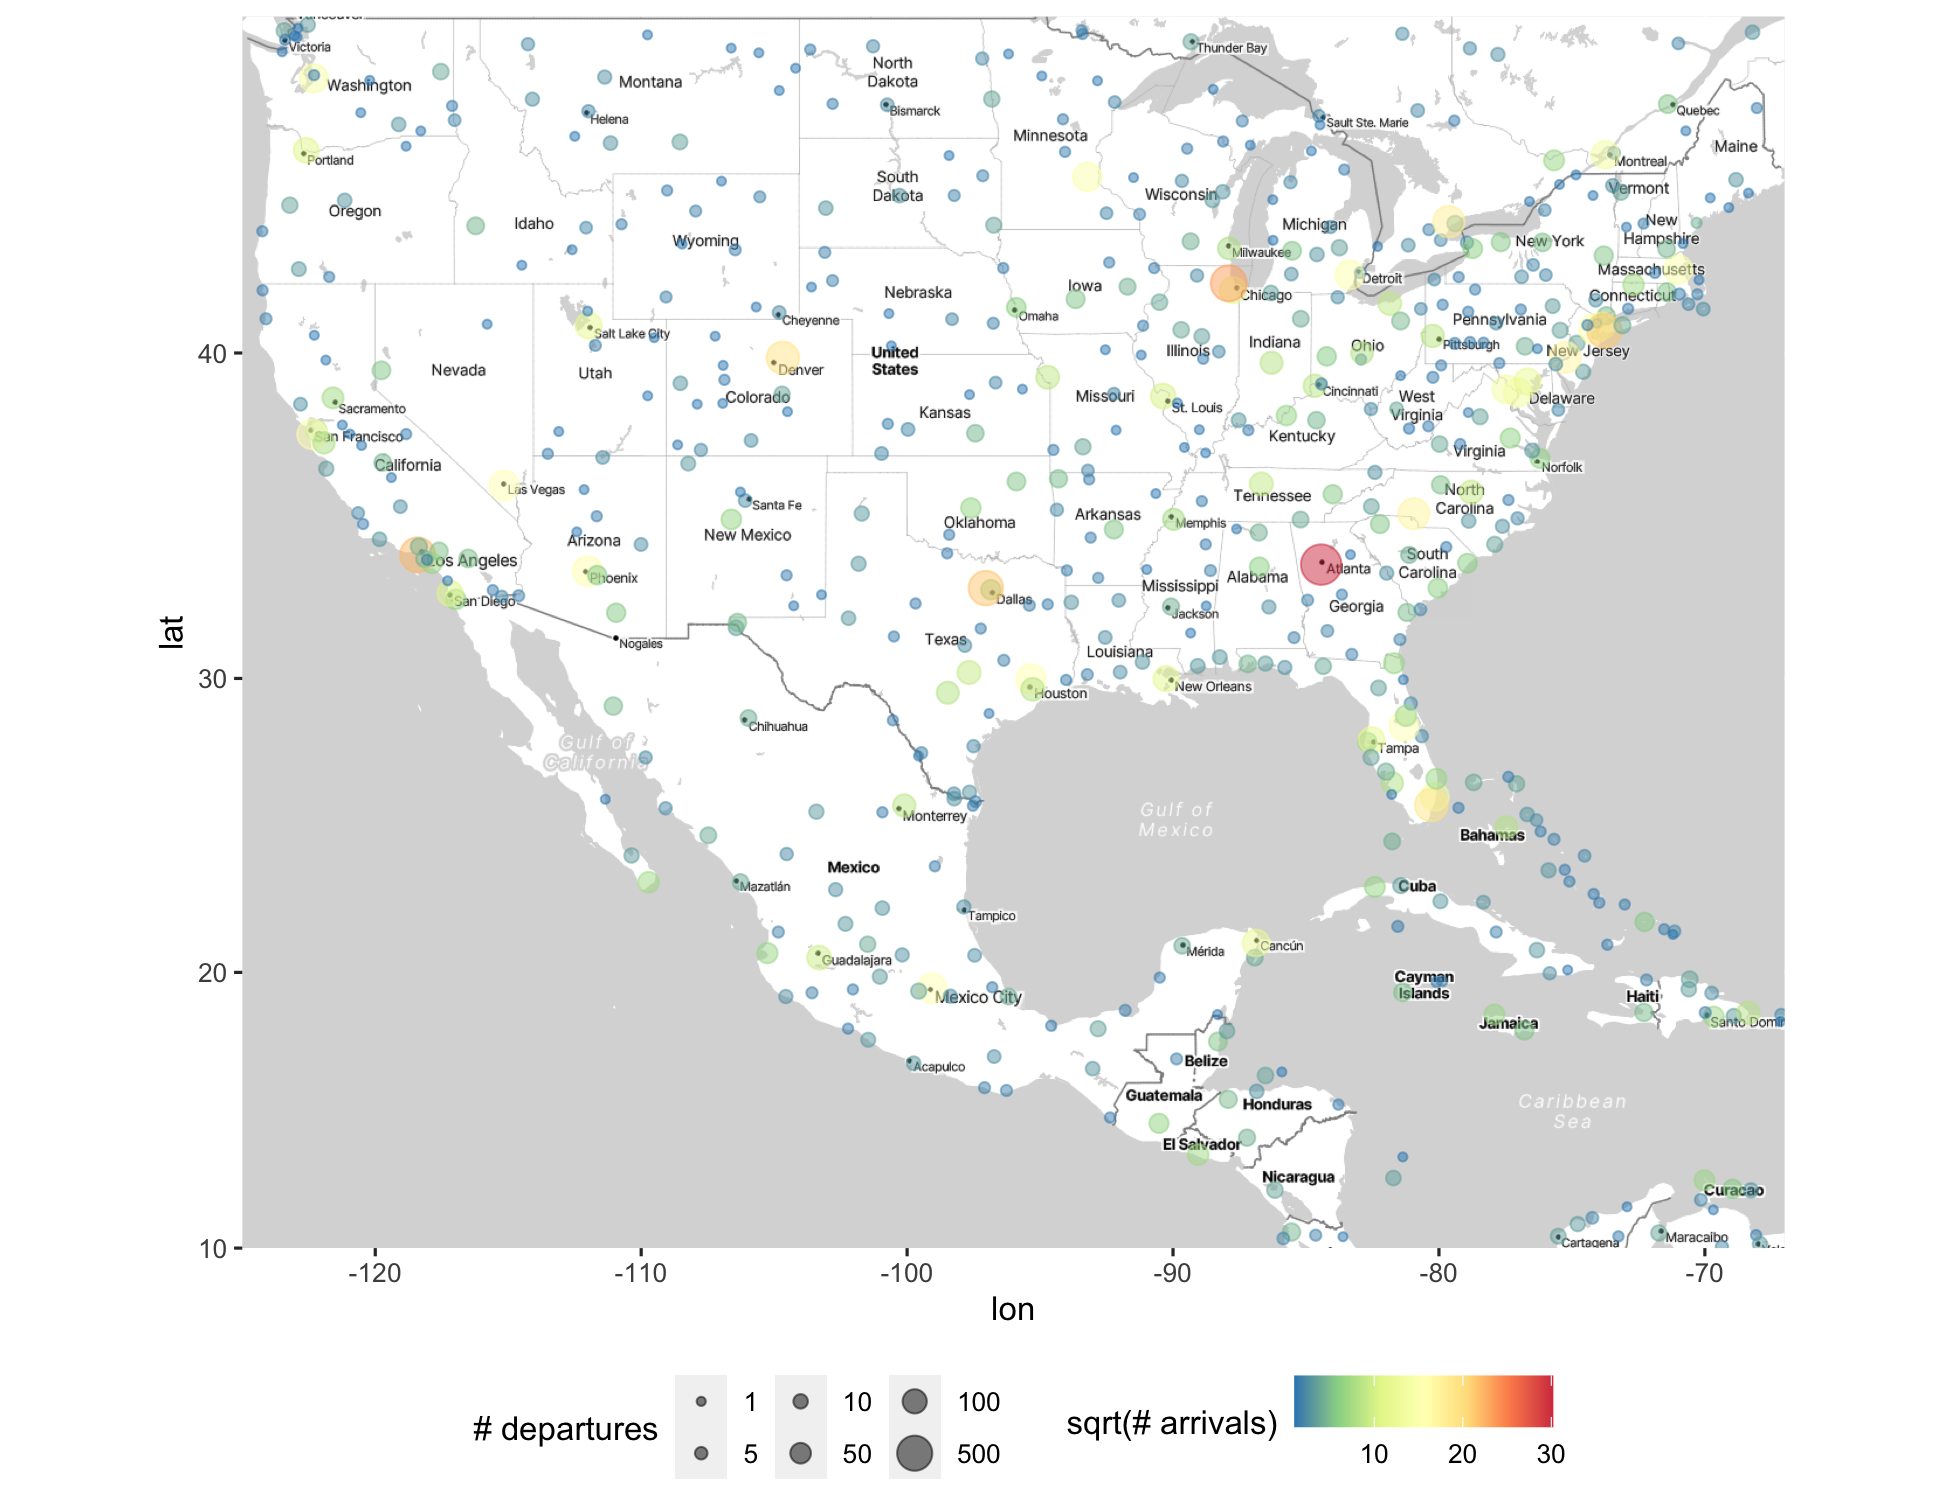 Vancouver
Victoria
Washington
Montana
North
Dakota
Bismarck
Thunder Bay
Helena
Minnesota
Sault Ste. Marie
Quebec
Maine
Portland
Montreal
South
Dakota
Wisconsin
Vermont
Oregon
Idaho
Wyoming
Michigan
New
Hampshire
New York
Milwaukee
Massachusetts
Detroit
Iowa
Nebraska
Chicago
Connecticut
Omaha
Cheyenne
Pennsylvania
Salt Lake City
Pittsburgh
Illinois
Indiana
Ohio
New Jersey
United
States
Nevada
Utah
Denver
Colorado
Kansas
Missouri
St. Louis
Cincinnati
West
Virginia
Delaware
Sacramento
San Francisco
Kentucky
Virginia
California
Norfolk
Las Vegas
Santa Fe
Tennessee
North
Carolina
Oklahoma
Arkansas
Memphis
New Mexico
Arizona
Los Angeles
Phoenix
Mississippi
Alabama
Atlanta
South
Carolina
San Diego
Dallas
Jackson
Georgia
Nogales
Texas
Louisiana
Houston
New Orleans
Chihuahua
Gulf of
California
Tampa
Gulf of
Mexico
Monterrey
Bahamas
Mexico
Mazatlán
Cuba
Tampico
Guadalajara
Mérida
Cancún
Mexico City
Cayman
Islands
Haiti
Jamaica
Santo Domin
Acapulco
Belize
Guatemala
Honduras
Caribbean
Sea
El Salvador
Nicaragua
Curacao
Cartagena
Maracaibo
40
30
20
10
lat
-120
-110
-100
-90
-80
-70
lon
# departures
1
10
100
5
50
500
sqrt(# arrivals)
10
20
30